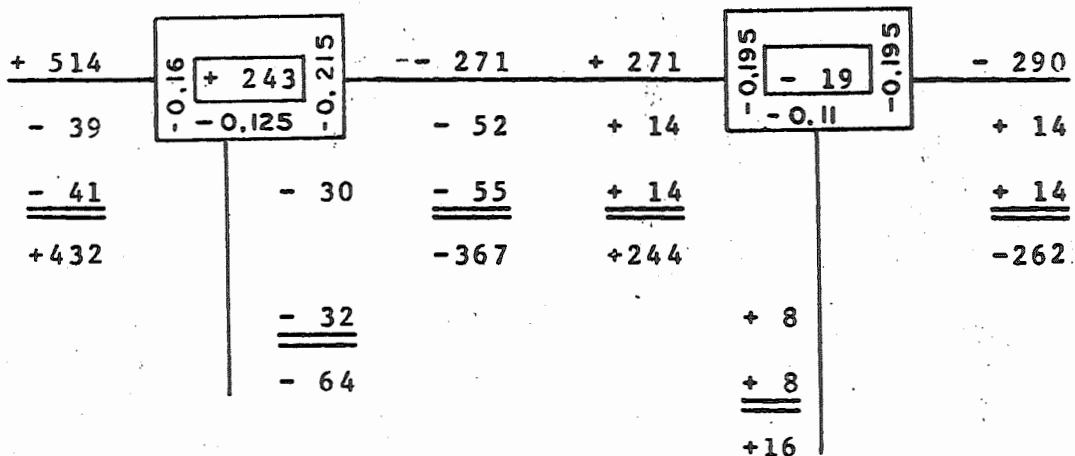 + 514 -0.16 + 243 -0.215 -- 271 + 271 -0.195 - 19 -0.195 - 290
-0.125 -0.11
- 39 - 52 + 14 + 14
- 41 - 30 - 55 + 14 + 14
+432 -367 +244 -262
- 32 + 8
- 64 + 8
+16